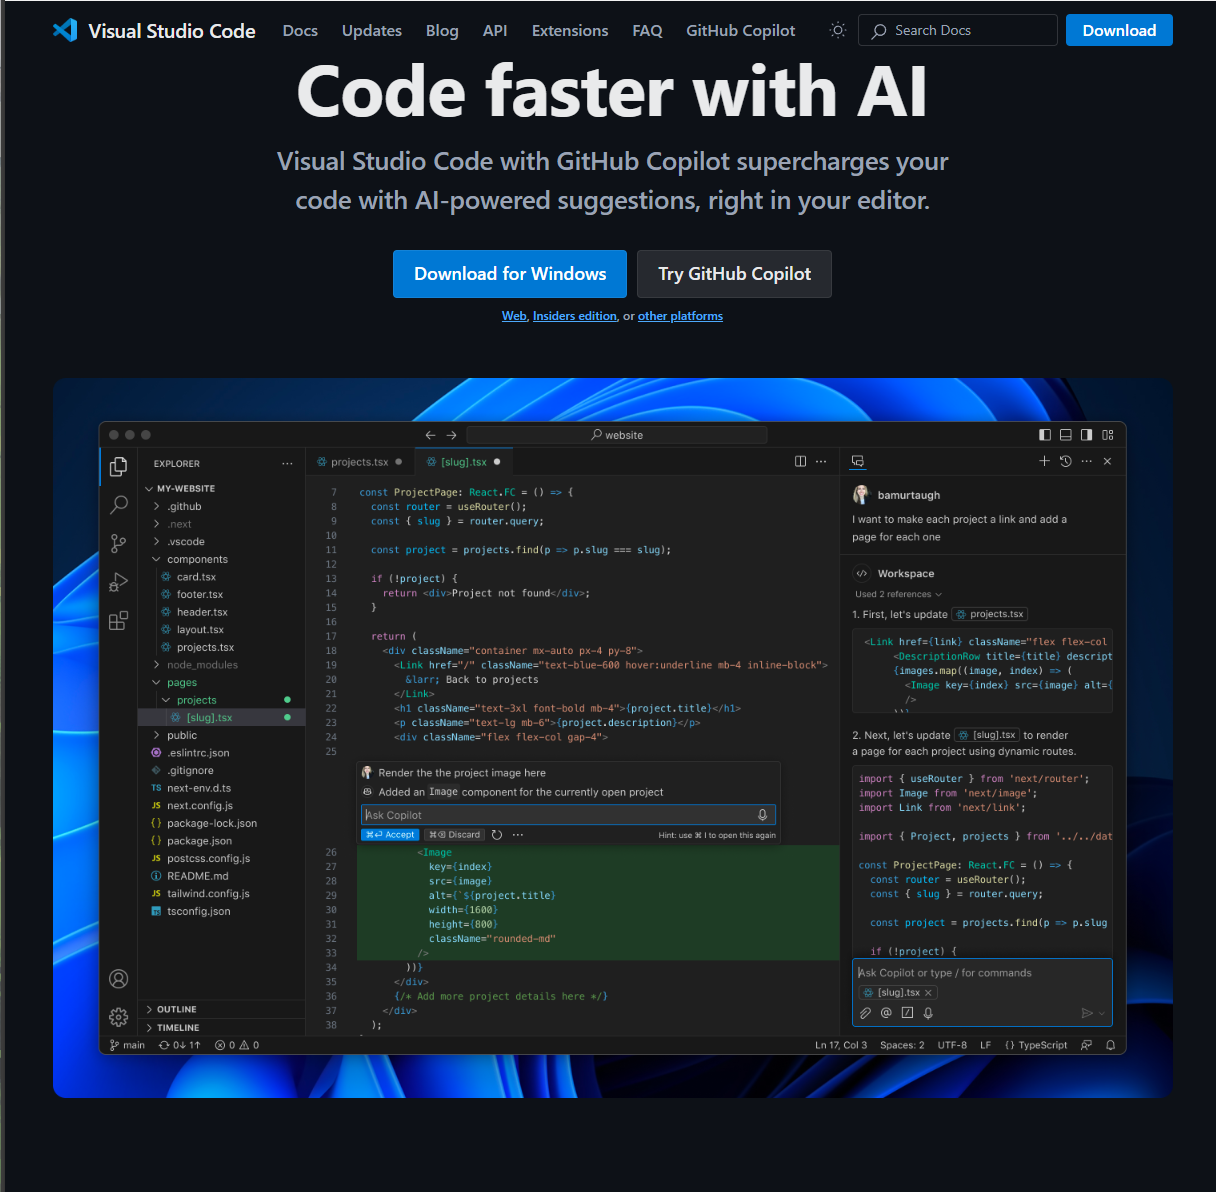 Visual Studio Code Docs Updates Blog API Extensions FAQ GitHub Copilot Search Docs Download
Code faster with AI
Visual Studio Code with GitHub Copilot supercharges your
code with AI-powered suggestions, right in your editor.
Download for Windows Try GitHub Copilot
Web, Insiders edition, or other platforms
website
EXPLORER
MY-WEBSITE
.github
.next
.vscode
components
card.tsx
footer.tsx
header.tsx
layout.tsx
projects.tsx
node_modules
pages
projects
[slug].tsx
public
.eslintrc.json
.gitignore
TS next-env.d.ts
JS next.config.js
{} package-lock.json
{} package.json
JS postcss.config.js
README.md
JS tailwind.config.js
tsconfig.json
OUTLINE
TIMELINE
projects.tsx [slug].tsx
7 const ProjectPage: React.FC = () => {
8 const router = useRouter();
9 const { slug } = router.query;
10
11 const project = projects.find(p => p.slug === slug);
12
13 if (!project) {
14 return <div>Project not found</div>;
15 }
16
17 return (
18 <div className="container mx-auto px-4 py-8">
19 <Link href="/" className="text-blue-600 hover:underline mb-4 inline-block">
20 &larr; Back to projects
21 </Link>
22 <h1 className="text-3xl font-bold mb-4">{project.title}</h1>
23 <p className="text-lg mb-6">{project.description}</p>
24 <div className="flex flex-col gap-4">
25
Render the the project image here
Added an Image component for the currently open project
Ask Copilot
⌘⏎ Accept ⌘⌫ Discard Hint: use ⌘ I to open this again
26 <Image
27 key={index}
28 src={image}
29 alt={`${project.title}
30 width={1600}
31 height={800}
32 className="rounded-md"
33 />
34 ))}
35 </div>
36 {/* Add more project details here */}
37 </div>
38 );
bamurtaugh
I want to make each project a link and add a
page for each one
Workspace
Used 2 references
1. First, let's update projects.tsx
<Link href={link} className="flex flex-col
<DescriptionRow title={title} descript
{images.map((image, index) => (
<Image key={index} src={image} alt={
/>
))}
2. Next, let's update [slug].tsx to render
a page for each project using dynamic routes.
import { useRouter } from 'next/router';
import Image from 'next/image';
import Link from 'next/link';
import { Project, projects } from '../../dat
const ProjectPage: React.FC = () => {
const router = useRouter();
const { slug } = router.query;
const project = projects.find(p => p.slug
if (!project) {
Ask Copilot or type / for commands
[slug].tsx
main 0↓ 1↑ 0 0 Ln 17, Col 3 Spaces: 2 UTF-8 LF {} TypeScript